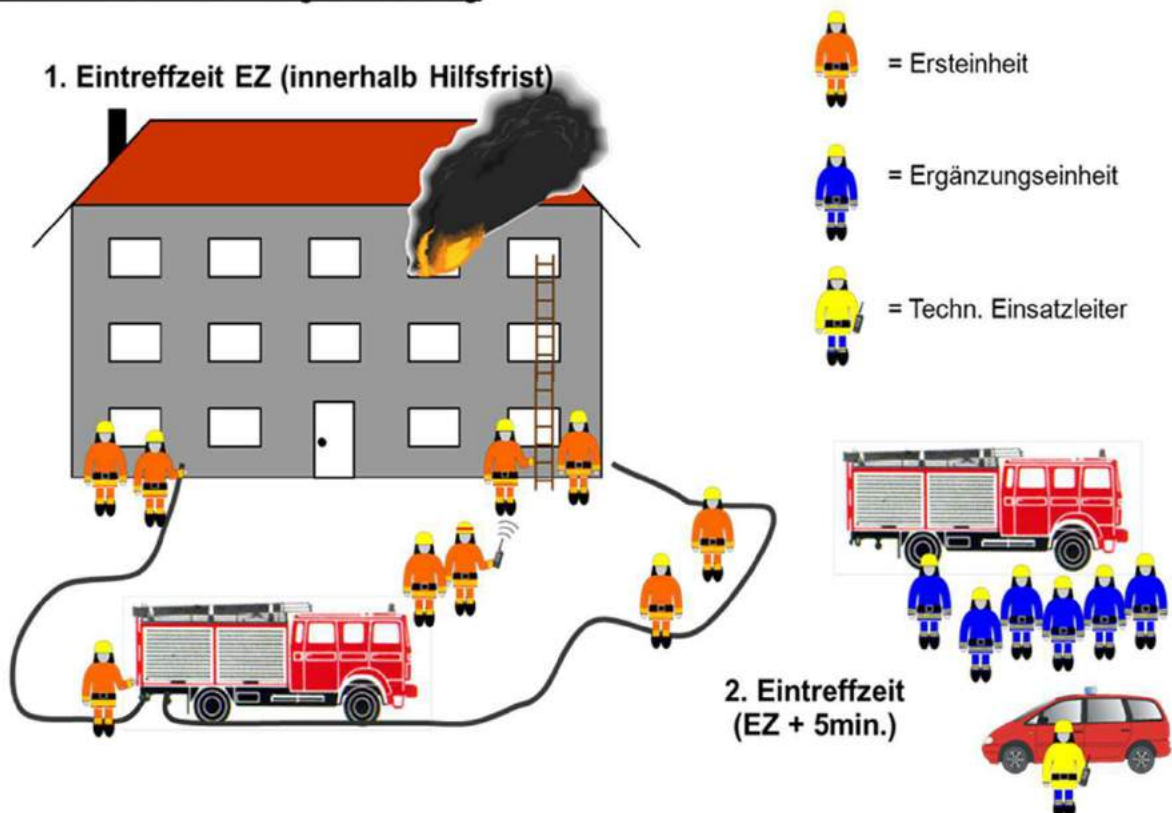 1. Eintreffzeit EZ (innerhalb Hilfsfrist)
= Ersteinheit
= Ergänzungseinheit
= Techn. Einsatzleiter
2. Eintreffzeit
(EZ + 5min.)